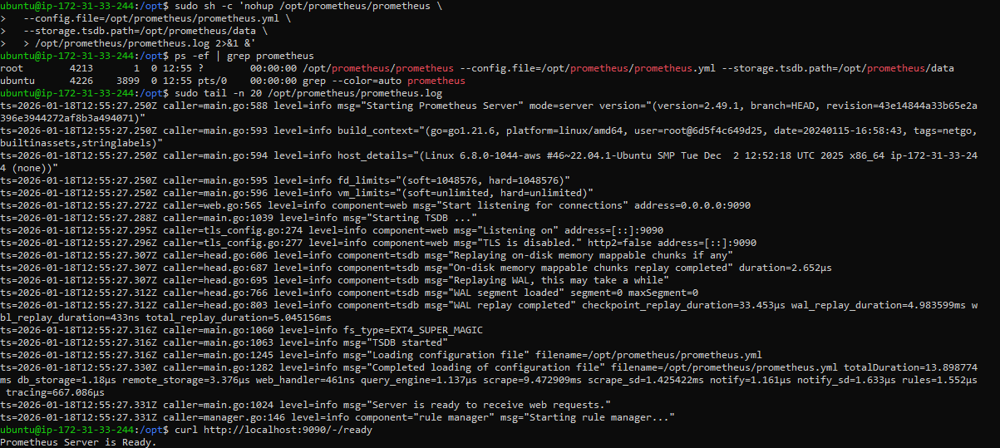 ubuntu@ip-172-31-33-244:/opt$ sudo sh -c 'nohup /opt/prometheus/prometheus \
>   --config.file=/opt/prometheus/prometheus.yml \
>   --storage.tsdb.path=/opt/prometheus/data \
>   > /opt/prometheus/prometheus.log 2>&1 &'
ubuntu@ip-172-31-33-244:/opt$ ps -ef | grep prometheus
root        4213       1  0 12:55 ?        00:00:00 /opt/prometheus/prometheus --config.file=/opt/prometheus/prometheus.yml --storage.tsdb.path=/opt/prometheus/data
ubuntu      4226    3899  0 12:55 pts/0    00:00:00 grep --color=auto prometheus
ubuntu@ip-172-31-33-244:/opt$ sudo tail -n 20 /opt/prometheus/prometheus.log
ts=2026-01-18T12:55:27.250Z caller=main.go:588 level=info msg="Starting Prometheus Server" mode=server version="(version=2.49.1, branch=HEAD, revision=43e14844a33b65e2a
396e3944272af8b3a494071)"
ts=2026-01-18T12:55:27.250Z caller=main.go:593 level=info build_context="(go=go1.21.6, platform=linux/amd64, user=root@6d5f4c649d25, date=20240115-16:58:43, tags=netgo,
builtinassets,stringlabels)"
ts=2026-01-18T12:55:27.250Z caller=main.go:594 level=info host_details="(Linux 6.8.0-1044-aws #46~22.04.1-Ubuntu SMP Tue Dec  2 12:52:18 UTC 2025 x86_64 ip-172-31-33-24
4 (none))"
ts=2026-01-18T12:55:27.250Z caller=main.go:595 level=info fd_limits="(soft=1048576, hard=1048576)"
ts=2026-01-18T12:55:27.250Z caller=main.go:596 level=info vm_limits="(soft=unlimited, hard=unlimited)"
ts=2026-01-18T12:55:27.272Z caller=web.go:565 level=info component=web msg="Start listening for connections" address=0.0.0.0:9090
ts=2026-01-18T12:55:27.288Z caller=main.go:1039 level=info msg="Starting TSDB ..."
ts=2026-01-18T12:55:27.295Z caller=tls_config.go:274 level=info component=web msg="Listening on" address=[::]:9090
ts=2026-01-18T12:55:27.296Z caller=tls_config.go:277 level=info component=web msg="TLS is disabled." http2=false address=[::]:9090
ts=2026-01-18T12:55:27.307Z caller=head.go:606 level=info component=tsdb msg="Replaying on-disk memory mappable chunks if any"
ts=2026-01-18T12:55:27.307Z caller=head.go:687 level=info component=tsdb msg="On-disk memory mappable chunks replay completed" duration=2.652µs
ts=2026-01-18T12:55:27.307Z caller=head.go:695 level=info component=tsdb msg="Replaying WAL, this may take a while"
ts=2026-01-18T12:55:27.312Z caller=head.go:766 level=info component=tsdb msg="WAL segment loaded" segment=0 maxSegment=0
ts=2026-01-18T12:55:27.312Z caller=head.go:803 level=info component=tsdb msg="WAL replay completed" checkpoint_replay_duration=33.453µs wal_replay_duration=4.983599ms w
bl_replay_duration=433ns total_replay_duration=5.045156ms
ts=2026-01-18T12:55:27.316Z caller=main.go:1060 level=info fs_type=EXT4_SUPER_MAGIC
ts=2026-01-18T12:55:27.316Z caller=main.go:1063 level=info msg="TSDB started"
ts=2026-01-18T12:55:27.316Z caller=main.go:1245 level=info msg="Loading configuration file" filename=/opt/prometheus/prometheus.yml
ts=2026-01-18T12:55:27.330Z caller=main.go:1282 level=info msg="Completed loading of configuration file" filename=/opt/prometheus/prometheus.yml totalDuration=13.898774
ms db_storage=1.18µs remote_storage=3.376µs web_handler=461ns query_engine=1.137µs scrape=9.472909ms scrape_sd=1.425422ms notify=1.161µs notify_sd=1.633µs rules=1.552µs
 tracing=667.086µs
ts=2026-01-18T12:55:27.331Z caller=main.go:1024 level=info msg="Server is ready to receive web requests."
ts=2026-01-18T12:55:27.331Z caller=manager.go:146 level=info component="rule manager" msg="Starting rule manager..."
ubuntu@ip-172-31-33-244:/opt$ curl http://localhost:9090/-/ready
Prometheus Server is Ready.